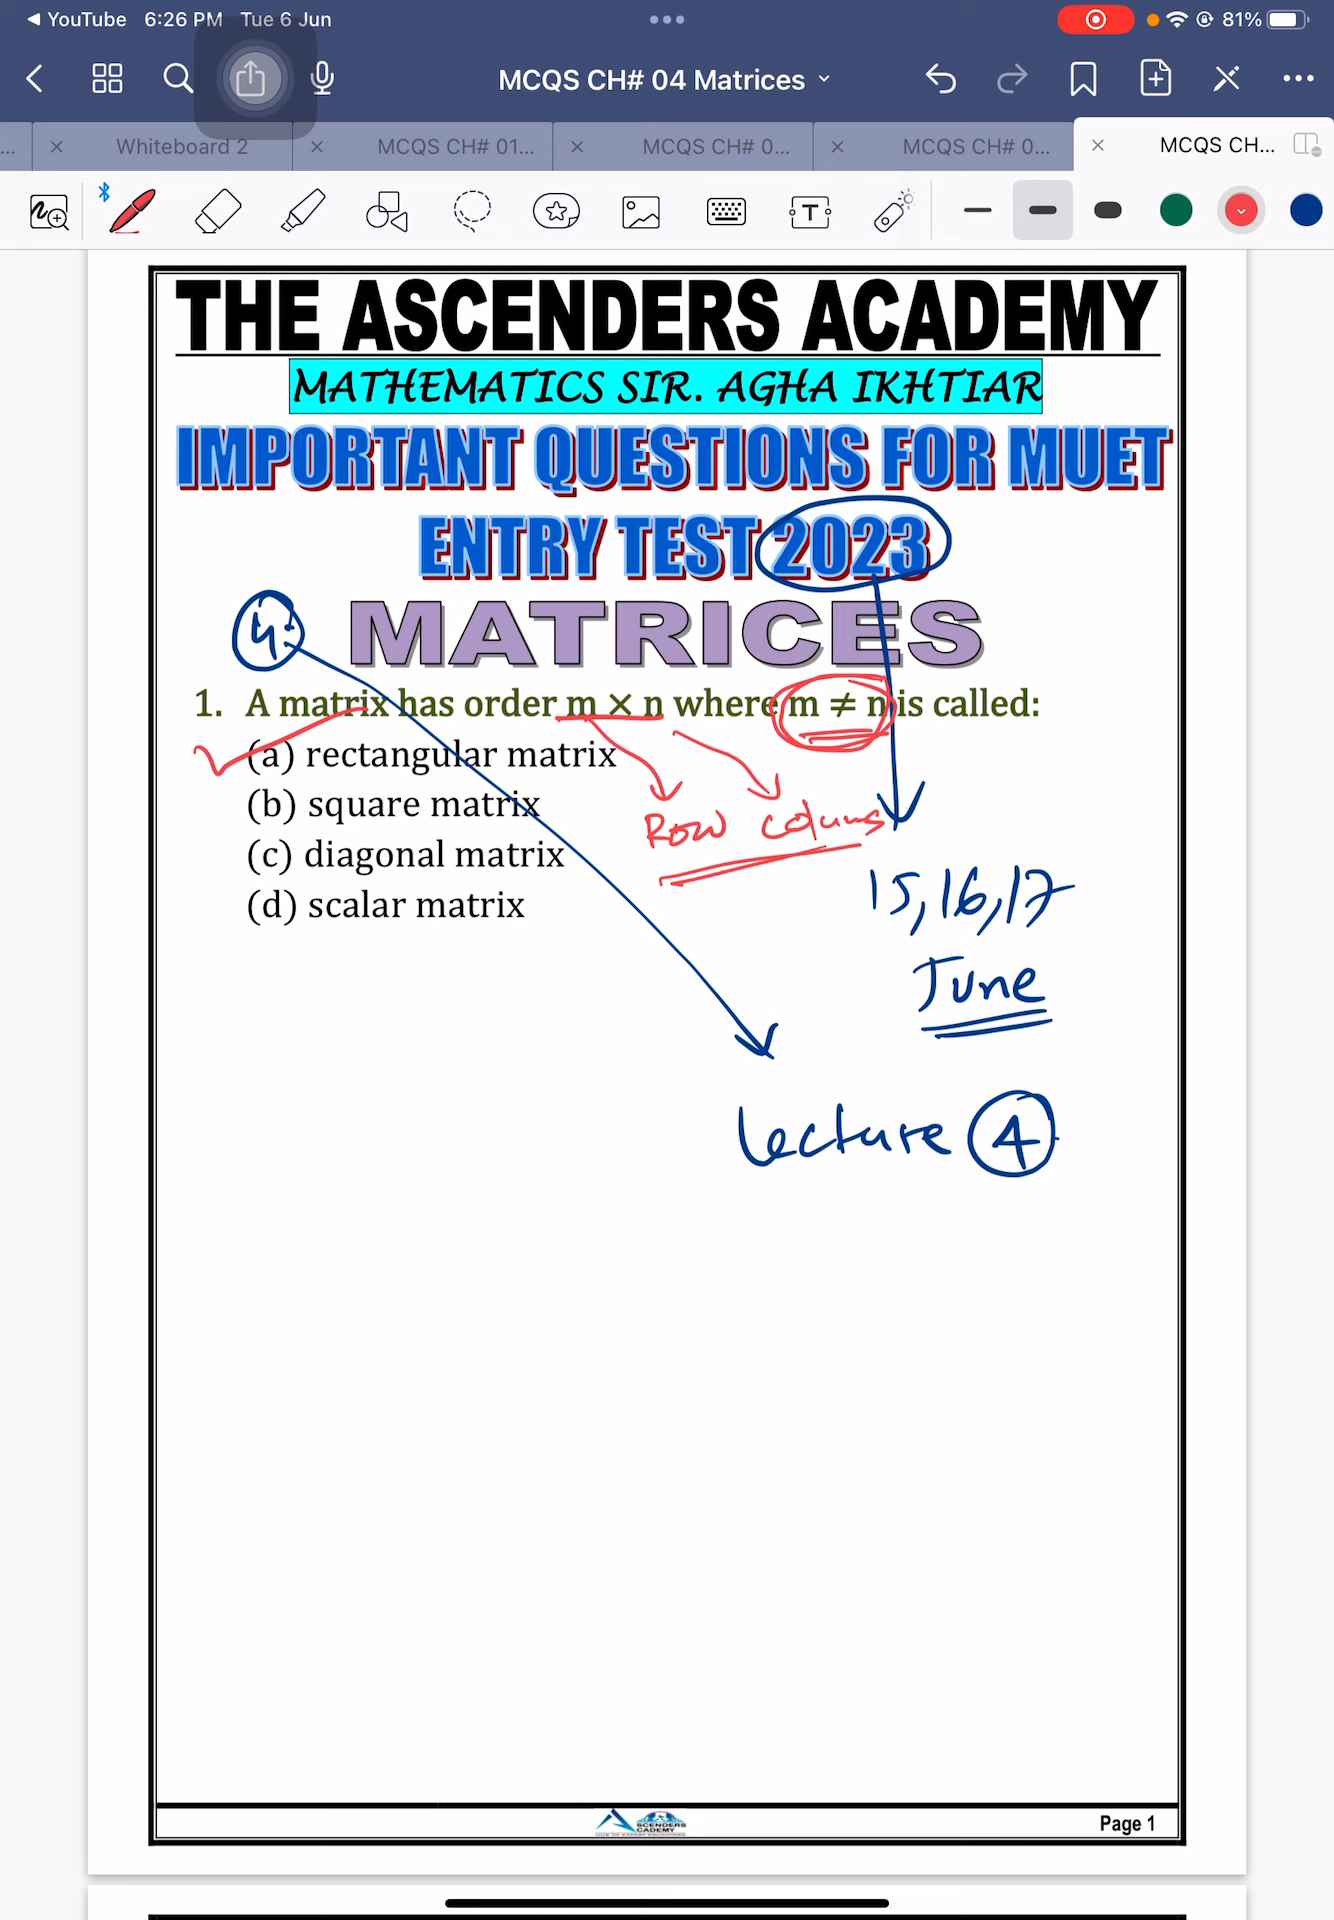 YouTube 6:26 PM Tue 6 Jun
81%
MCQS CH# 04 Matrices
...
Whiteboard 2
MCQS CH# 01...
MCQS CH# 0...
MCQS CH# 0...
MCQS CH...
T
THE ASCENDERS ACADEMY
MATHEMATICS SIR. AGHA IKHTIAR
IMPORTANT QUESTIONS FOR MUET
ENTRY TEST 2023
4:
MATRICES
1. A matrix has order m × n where m ≠ n is called:
(a) rectangular matrix
(b) square matrix
(c) diagonal matrix
(d) scalar matrix
Row
15,16,17
June
Lecture 4
SCENDERS
CADEMY
Page 1